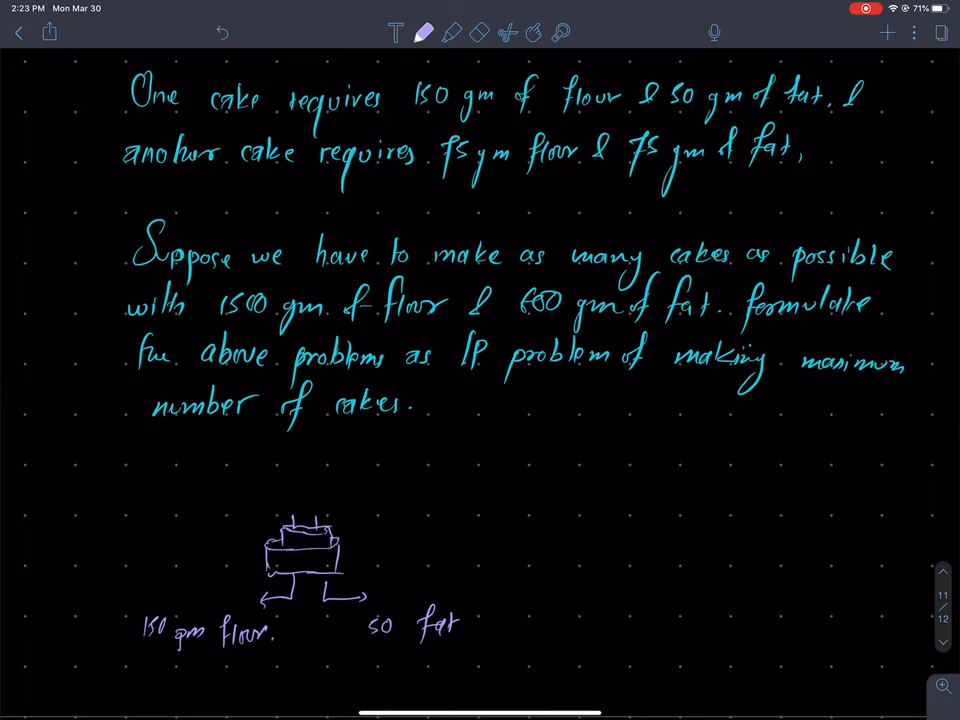 2:23 PM Mon Mar 30
71%
One cake requires 150 gm of flour & 50 gm of fat. &
another cake requires 75 gm flour & 75 gm of fat,
Suppose we have to make as many cakes as possible
with 1500 gm of flour & 600 gm of fat. formulate
the above problems as lP problem of making maximum
number of cakes.
150 gm flour.
50 fat
11
/
12